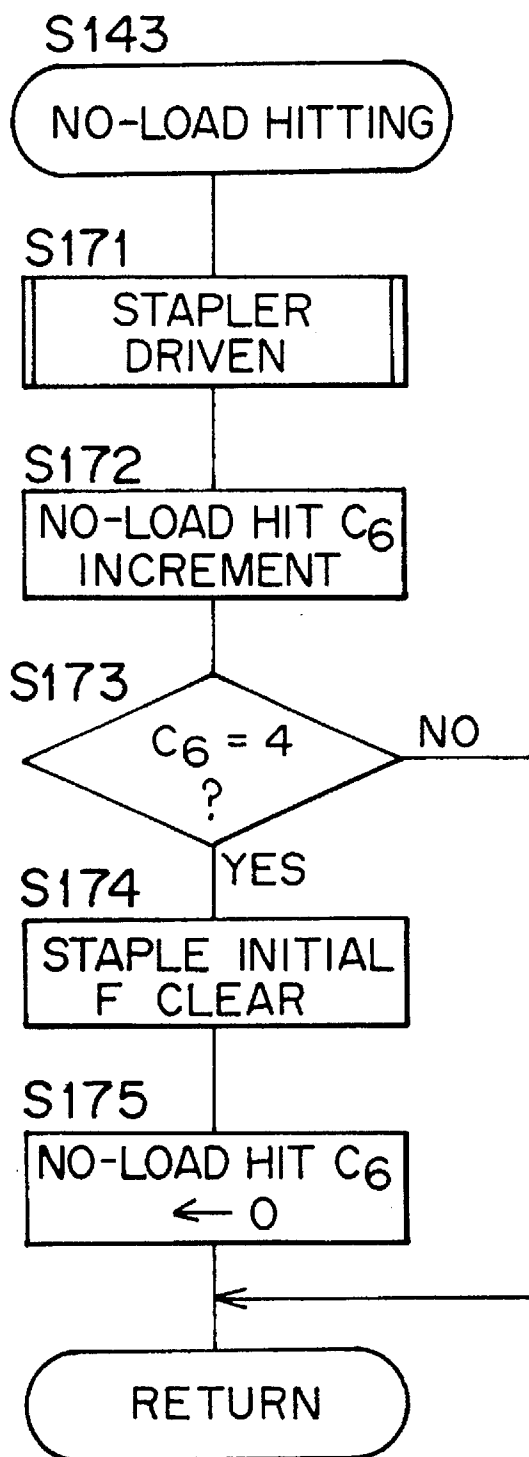 S143
NO-LOAD HITTING
S171
STAPLER
DRIVEN
S172
NO-LOAD HIT C6
INCREMENT
S173
C6 = 4
?
NO
YES
S174
STAPLE INITIAL
F CLEAR
S175
NO-LOAD HIT C6
← 0
RETURN